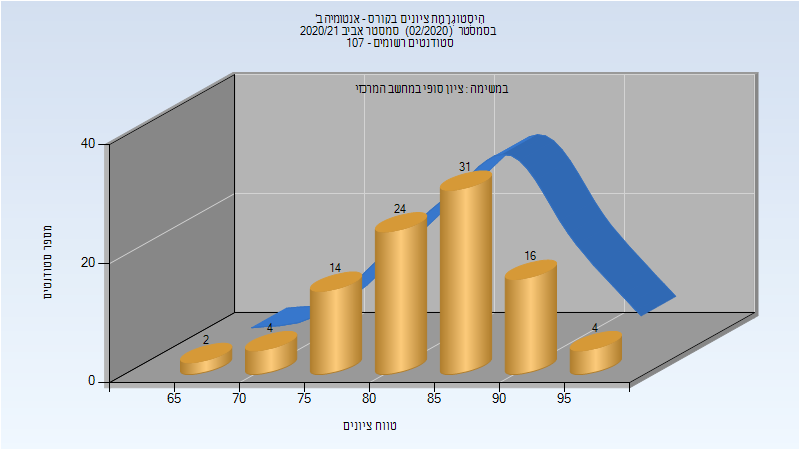 היסטוגרמת ציונים בקורס - אנטומיה ב'
בסמסטר (02/2020) סמסטר אביב 2020/21
סטודנטים רשומים - 107
במשימה : ציון סופי במחשב המרכזי
מספר סטודנטים
40
20
0
2
4
14
24
31
16
4
65
70
75
80
85
90
95
טווח ציונים